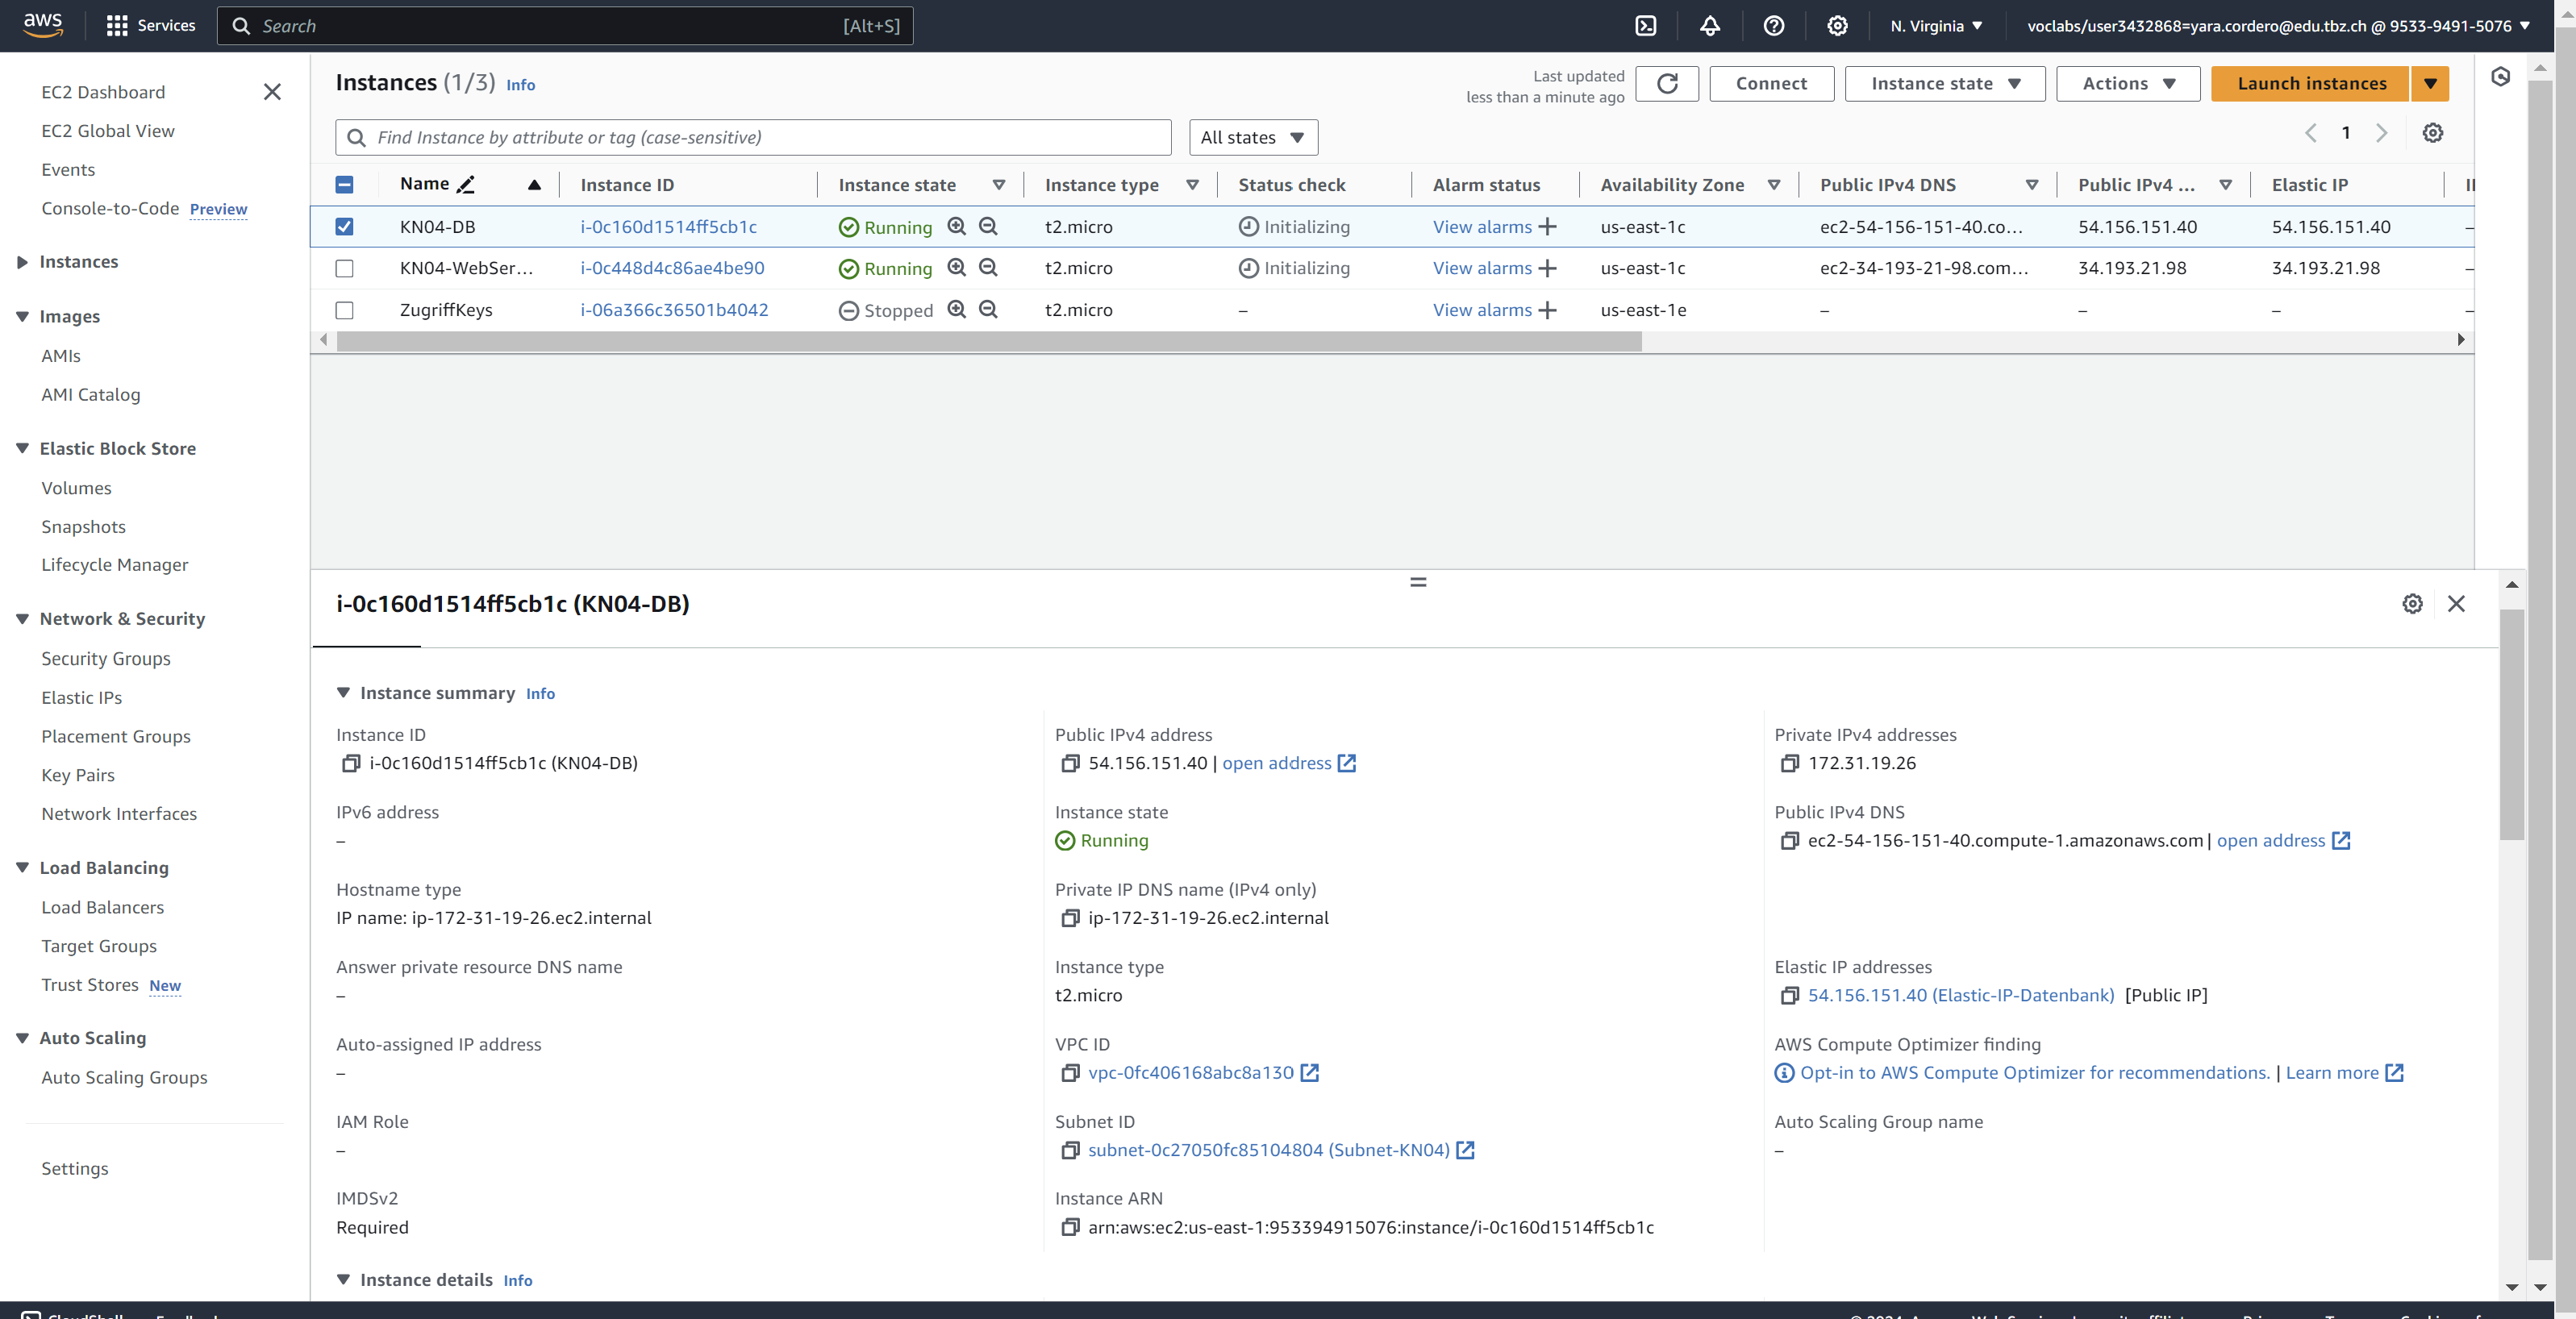 aws Services Search [Alt+S] N. Virginia voclabs/user3432868=yara.cordero@edu.tbz.ch @ 9533-9491-5076
EC2 Dashboard
EC2 Global View
Events
Console-to-Code Preview
Instances
Images
AMIs
AMI Catalog
Elastic Block Store
Volumes
Snapshots
Lifecycle Manager
Network & Security
Security Groups
Elastic IPs
Placement Groups
Key Pairs
Network Interfaces
Load Balancing
Load Balancers
Target Groups
Trust Stores New
Auto Scaling
Auto Scaling Groups
Settings
Instances (1/3) Info
Last updated
less than a minute ago
Connect Instance state Actions Launch instances
Find Instance by attribute or tag (case-sensitive) All states 1
Name Instance ID Instance state Instance type Status check Alarm status Availability Zone Public IPv4 DNS Public IPv4 ... Elastic IP
KN04-DB i-0c160d1514ff5cb1c Running t2.micro Initializing View alarms + us-east-1c ec2-54-156-151-40.co... 54.156.151.40 54.156.151.40 –
KN04-WebSer... i-0c448d4c86ae4be90 Running t2.micro Initializing View alarms + us-east-1c ec2-34-193-21-98.com... 34.193.21.98 34.193.21.98 –
ZugriffKeys i-06a366c36501b4042 Stopped t2.micro – View alarms + us-east-1e – – – –
i-0c160d1514ff5cb1c (KN04-DB)
Instance summary Info
Instance ID
i-0c160d1514ff5cb1c (KN04-DB)
Public IPv4 address
54.156.151.40 | open address
Private IPv4 addresses
172.31.19.26
IPv6 address
–
Instance state
Running
Public IPv4 DNS
ec2-54-156-151-40.compute-1.amazonaws.com | open address
Hostname type
IP name: ip-172-31-19-26.ec2.internal
Private IP DNS name (IPv4 only)
ip-172-31-19-26.ec2.internal
Answer private resource DNS name
–
Instance type
t2.micro
Elastic IP addresses
54.156.151.40 (Elastic-IP-Datenbank) [Public IP]
Auto-assigned IP address
–
VPC ID
vpc-0fc406168abc8a130
AWS Compute Optimizer finding
Opt-in to AWS Compute Optimizer for recommendations. | Learn more
IAM Role
–
Subnet ID
subnet-0c27050fc85104804 (Subnet-KN04)
Auto Scaling Group name
–
IMDSv2
Required
Instance ARN
arn:aws:ec2:us-east-1:953394915076:instance/i-0c160d1514ff5cb1c
Instance details Info